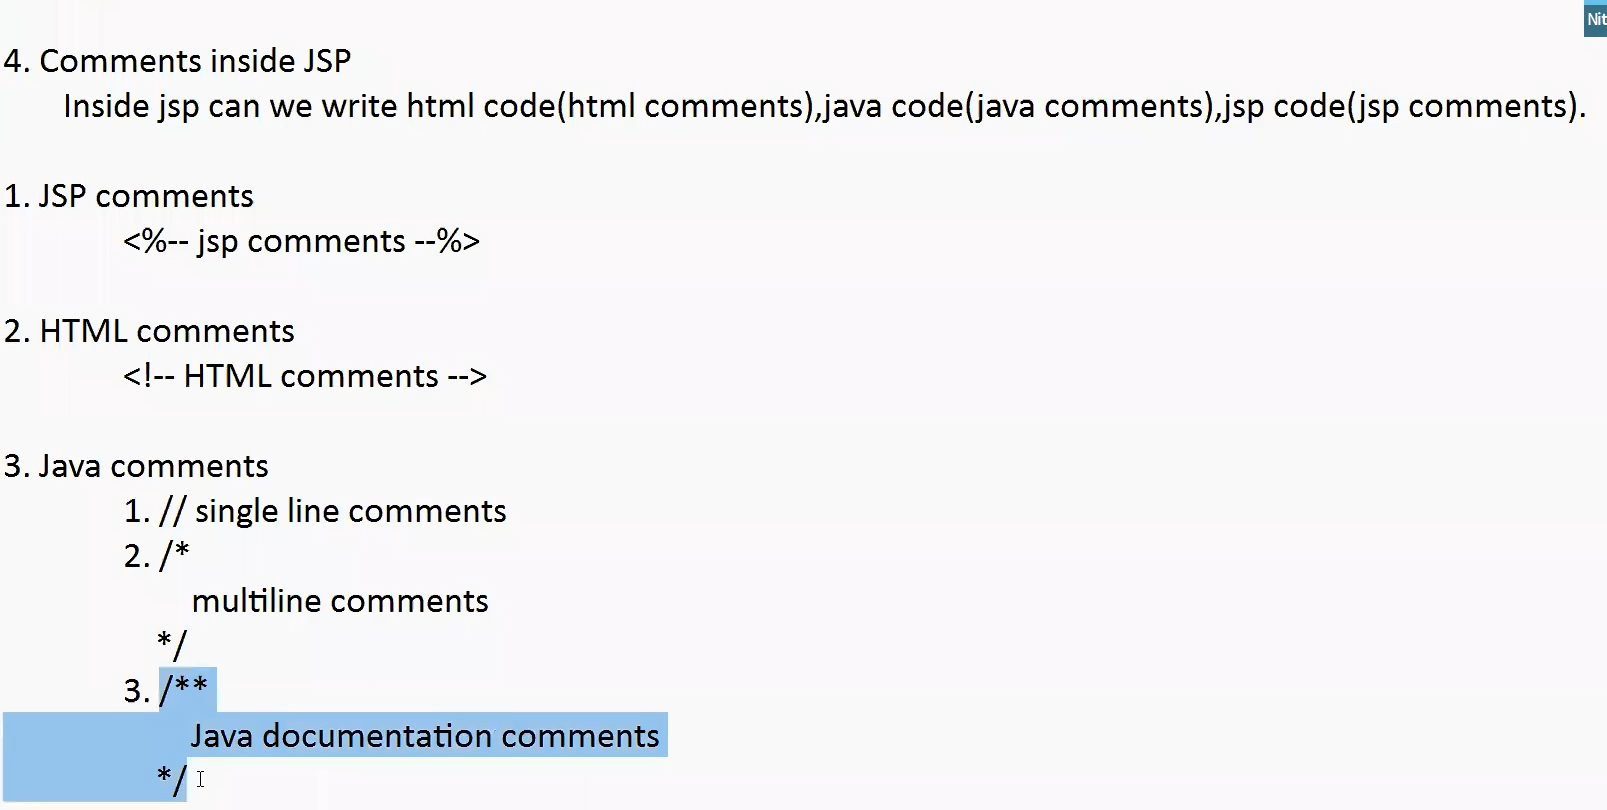 Nit
4. Comments inside JSP
Inside jsp can we write html code(html comments),java code(java comments),jsp code(jsp comments).
1. JSP comments
<%-- jsp comments --%>
2. HTML comments
<!-- HTML comments -->
3. Java comments
1. // single line comments
2. /*
multiline comments
*/
3. /**
Java documentation comments
*/